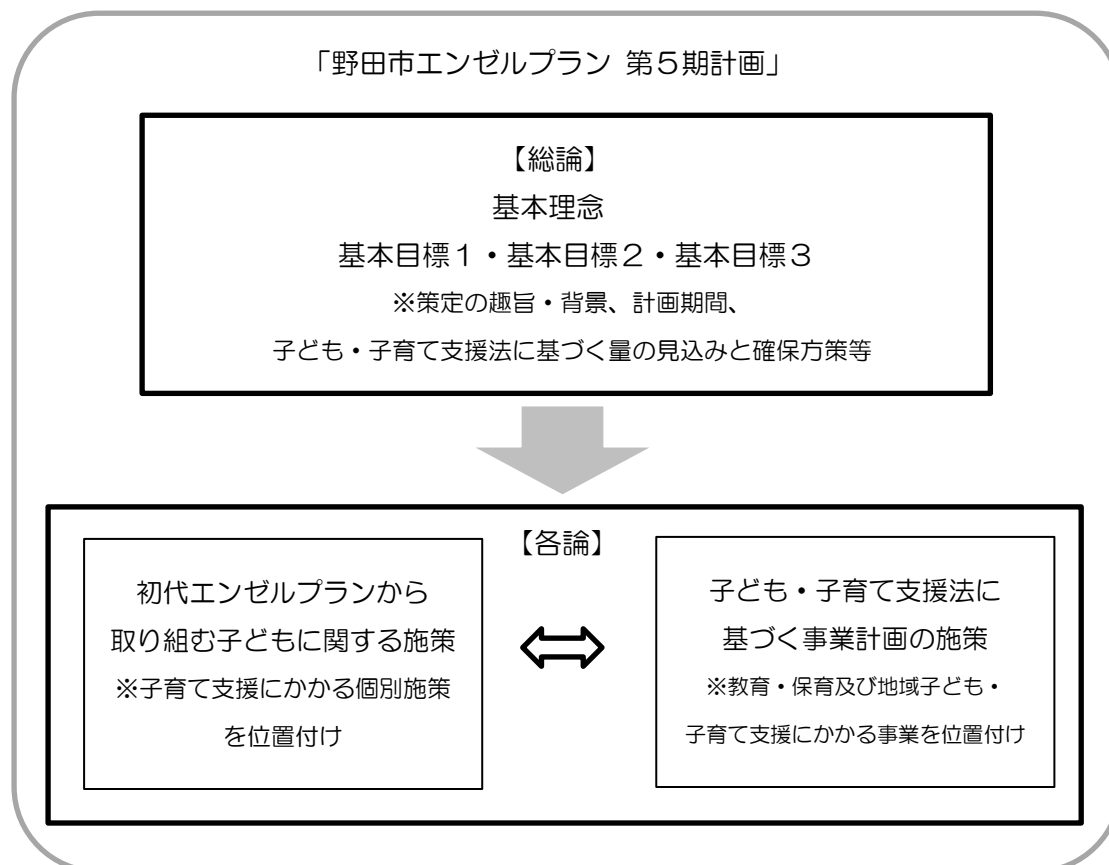 「野田市エンゼルプラン 第５期計画」
【総論】
基本理念
基本目標１・基本目標２・基本目標３
※策定の趣旨・背景、計画期間、
子ども・子育て支援法に基づく量の見込みと確保方策等
【各論】
初代エンゼルプランから
取り組む子どもに関する施策
※子育て支援にかかる個別施策
を位置付け
子ども・子育て支援法に
基づく事業計画の施策
※教育・保育及び地域子ども・
子育て支援にかかる事業を位置付け